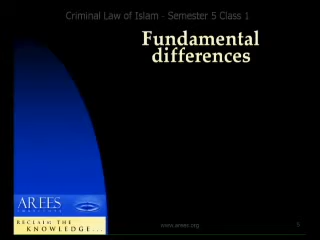 Criminal Law of Islam - Semester 5 Class 1
Fundamental
differences
AREES
RECLAIM THE
KNOWLEDGE...
www.arees.org
5